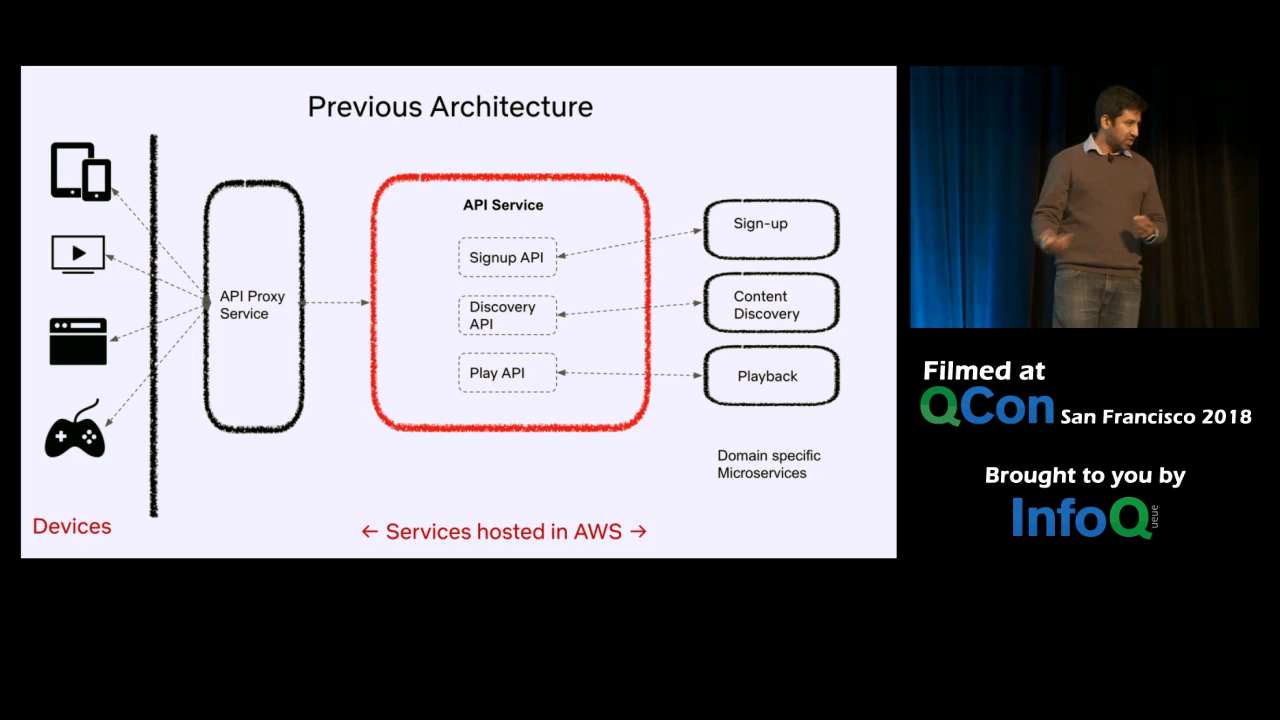 Previous Architecture
API Service
Signup API
Discovery
API
Play API
API Proxy
Service
Sign-up
Content
Discovery
Playback
Domain specific
Microservices
Devices
← Services hosted in AWS →
Filmed at
QCon San Francisco 2018
Brought to you by
InfoQ
ueue